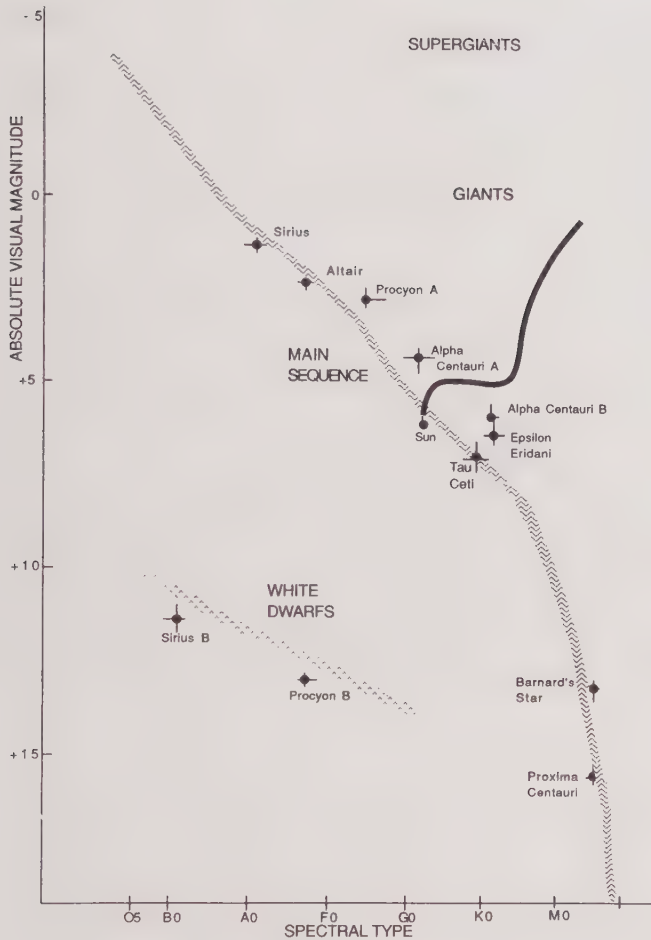 - 5
SUPERGIANTS
ABSOLUTE VISUAL MAGNITUDE
0
GIANTS
Sirius
Altair
Procyon A
MAIN
SEQUENCE
Alpha
Centauri A
+5
Alpha Centauri B
Sun
Epsilon
Eridani
Tau
Ceti
+10
WHITE
DWARFS
Sirius B
Procyon B
Barnard's
Star
+15
Proxima
Centauri
O5 B0 A0 F0 G0 K0 M0
SPECTRAL TYPE